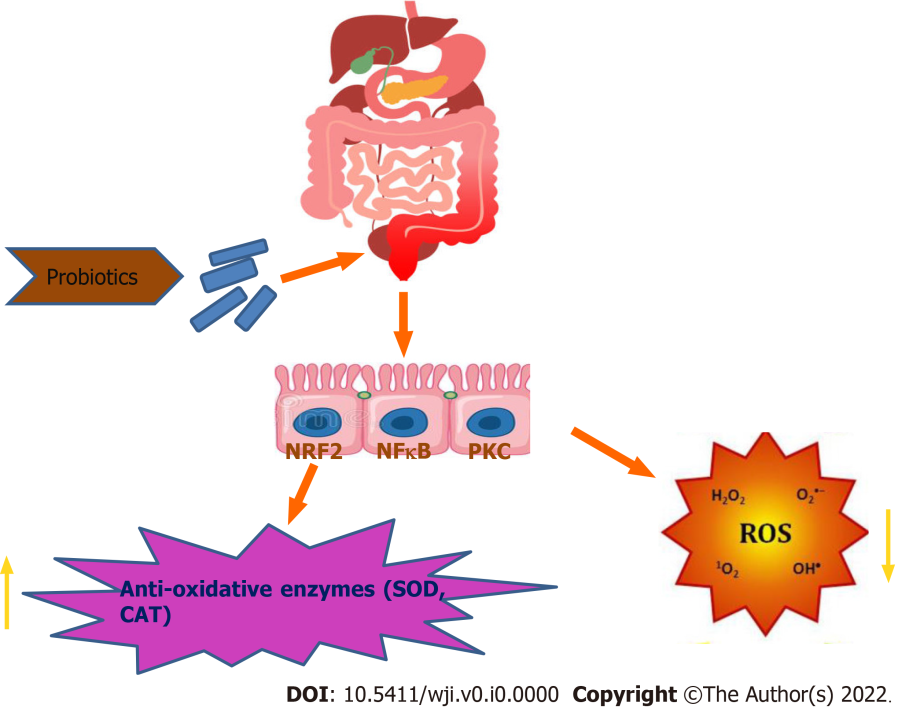 Probiotics
NRF2
NFκB
PKC
H₂O₂
O₂•−
ROS
¹O₂
OH•
Anti-oxidative enzymes (SOD,
CAT)
DOI: 10.5411/wji.v0.i0.0000 Copyright ©The Author(s) 2022.